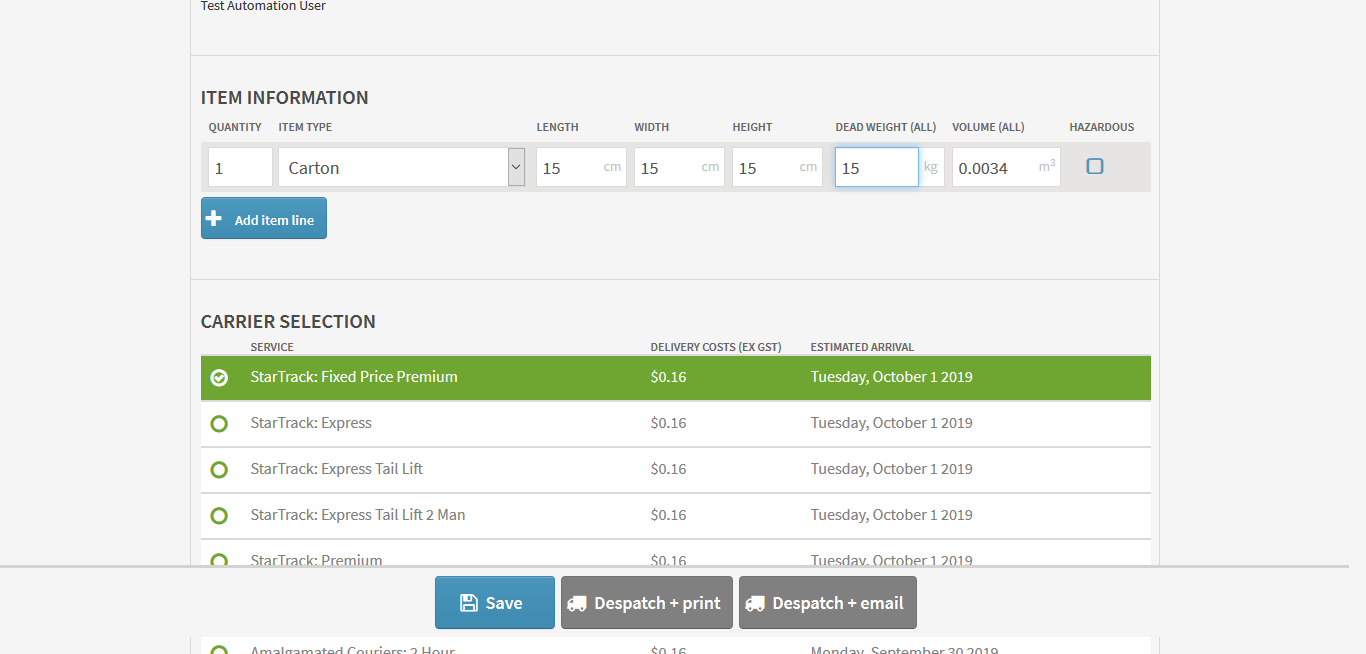 Test Automation User
ITEM INFORMATION
QUANTITY ITEM TYPE LENGTH WIDTH HEIGHT DEAD WEIGHT (ALL) VOLUME (ALL) HAZARDOUS
1 Carton 15 cm 15 cm 15 cm 15 kg 0.0034 m³
Add item line
CARRIER SELECTION
SERVICE DELIVERY COSTS (EX GST) ESTIMATED ARRIVAL
StarTrack: Fixed Price Premium $0.16 Tuesday, October 1 2019
StarTrack: Express $0.16 Tuesday, October 1 2019
StarTrack: Express Tail Lift $0.16 Tuesday, October 1 2019
StarTrack: Express Tail Lift 2 Man $0.16 Tuesday, October 1 2019
StarTrack: Premium $0.16 Tuesday, October 1 2019
Save Despatch + print Despatch + email
Amalgamated Couriers: 2 Hour $0.16 Monday, September 30 2019